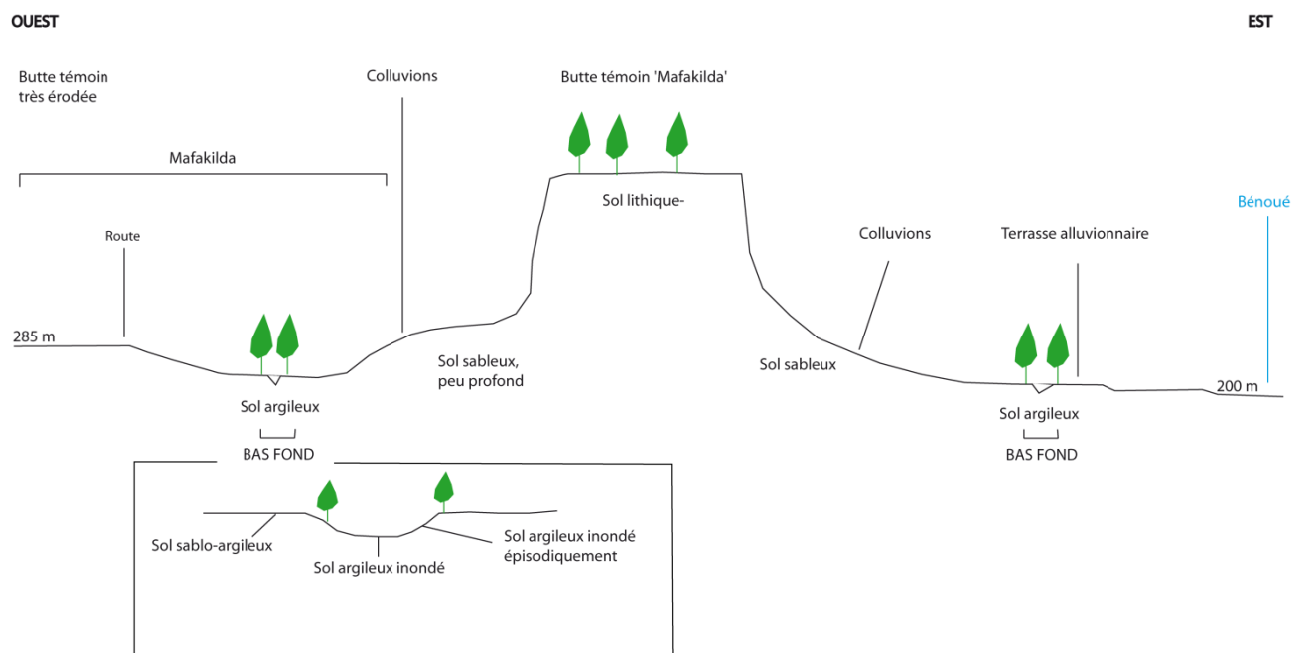 OUEST
EST
Butte témoin
très érodée
Colluvions
Butte témoin 'Mafakilda'
Mafakilda
Sol lithique-
Bénoué
Route
Colluvions
Terrasse alluvionnaire
285 m
Sol sableux,
peu profond
Sol sableux
200 m
Sol argileux
Sol argileux
BAS FOND
BAS FOND
Sol sablo-argileux
Sol argileux inondé
Sol argileux inondé
épisodiquement